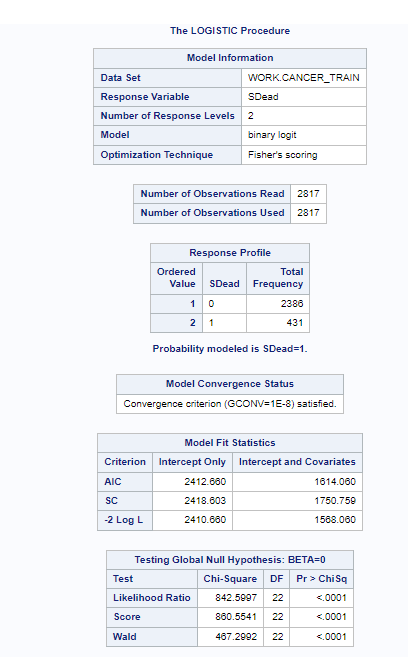 The LOGISTIC Procedure
Model Information
Data Set WORK.CANCER_TRAIN
Response Variable SDead
Number of Response Levels 2
Model binary logit
Optimization Technique Fisher's scoring
Number of Observations Read 2817
Number of Observations Used 2817
Response Profile
Ordered Value SDead Total Frequency
1 0 2386
2 1 431
Probability modeled is SDead=1.
Model Convergence Status
Convergence criterion (GCONV=1E-8) satisfied.
Model Fit Statistics
Criterion Intercept Only Intercept and Covariates
AIC 2412.660 1614.060
SC 2418.603 1750.759
-2 Log L 2410.660 1568.060
Testing Global Null Hypothesis: BETA=0
Test Chi-Square DF Pr > ChiSq
Likelihood Ratio 842.5997 22 <.0001
Score 860.5541 22 <.0001
Wald 467.2992 22 <.0001